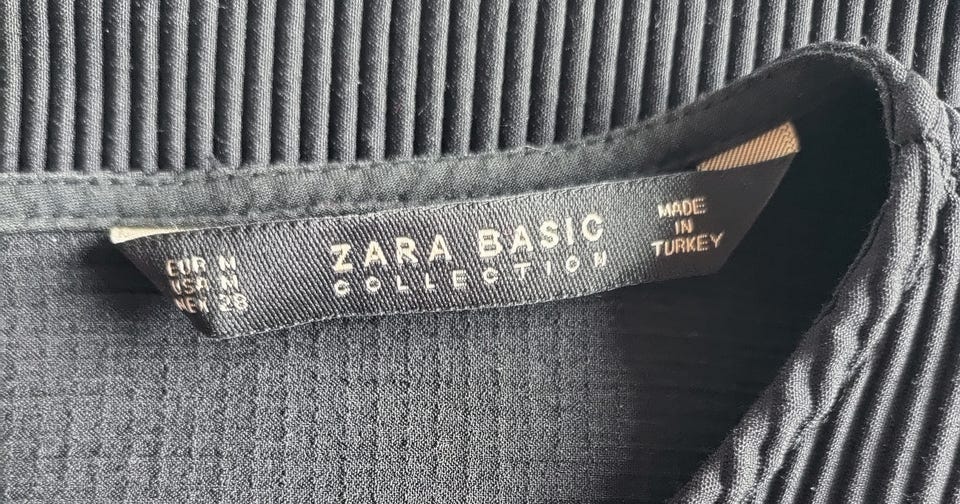 EUR M
USA M
MEX 28
ZARA BASIC
COLLECTION
MADE
IN
TURKEY